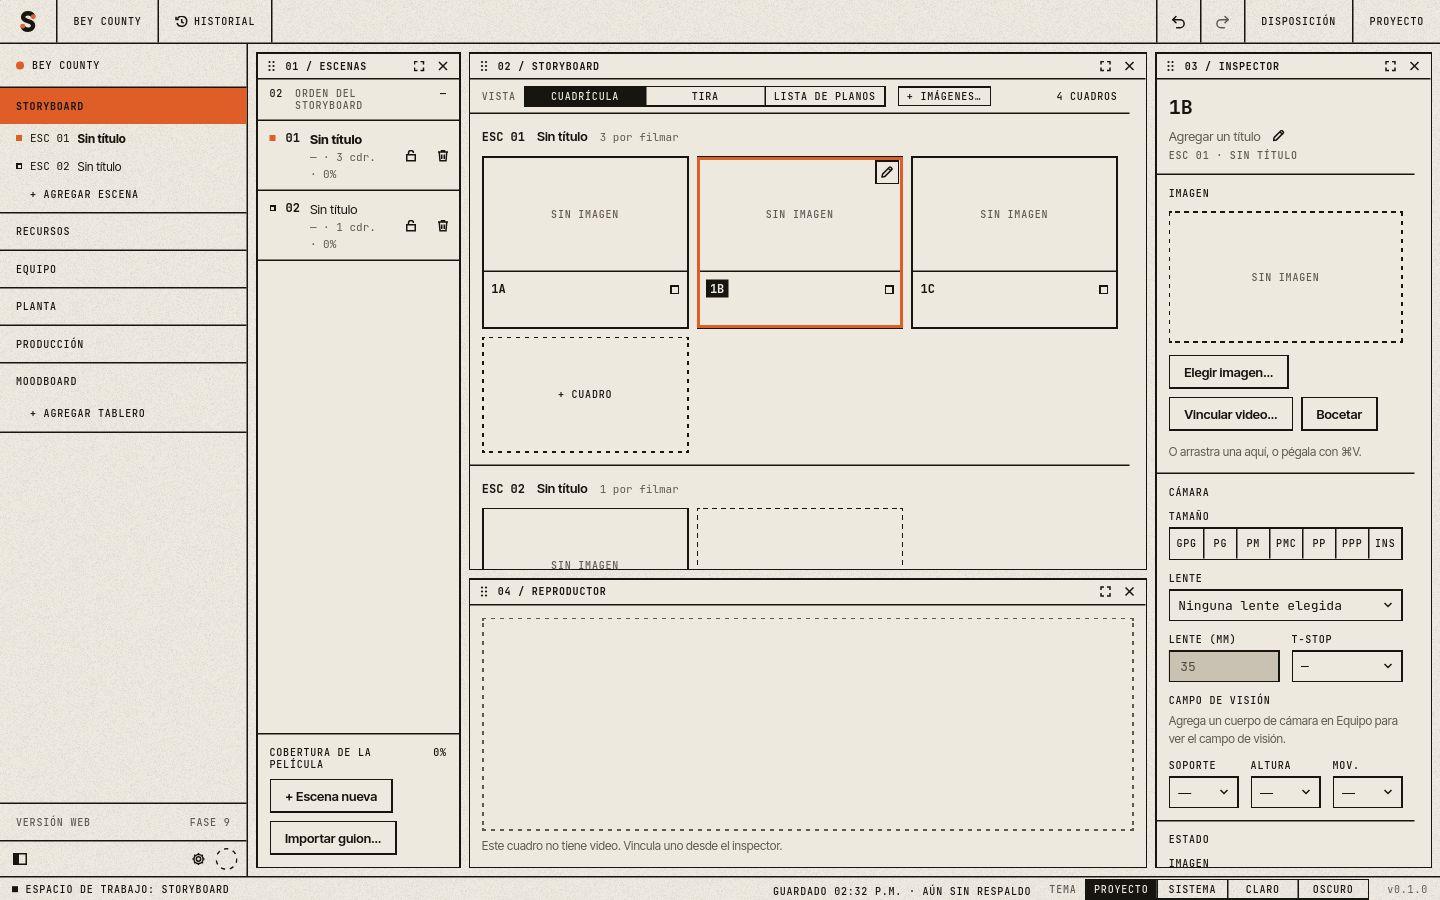 S BEY COUNTY HISTORIAL DISPOSICIÓN PROYECTO
BEY COUNTY
STORYBOARD
ESC 01 Sin título
ESC 02 Sin título
+ AGREGAR ESCENA
RECURSOS
EQUIPO
PLANTA
PRODUCCIÓN
MOODBOARD
+ AGREGAR TABLERO
VERSIÓN WEB FASE 9
01 / ESCENAS
02 ORDEN DEL —
STORYBOARD
01 Sin título
— · 3 cdr.
· 0%
02 Sin título
— · 1 cdr.
· 0%
COBERTURA DE LA 0%
PELÍCULA
+ Escena nueva
Importar guion...
02 / STORYBOARD
VISTA CUADRÍCULA TIRA LISTA DE PLANOS + IMÁGENES… 4 CUADROS
ESC 01 Sin título 3 por filmar
SIN IMAGEN SIN IMAGEN SIN IMAGEN
1A 1B 1C
+ CUADRO
ESC 02 Sin título 1 por filmar
SIN IMAGEN
04 / REPRODUCTOR
Este cuadro no tiene video. Vincula uno desde el inspector.
03 / INSPECTOR
1B
Agregar un título
ESC 01 · SIN TÍTULO
IMAGEN
SIN IMAGEN
Elegir imagen...
Vincular video... Bocetar
O arrastra una aquí, o pégala con ⌘V.
CÁMARA
TAMAÑO
GPG PG PM PMC PP PPP INS
LENTE
Ninguna lente elegida
LENTE (MM) T-STOP
35 —
CAMPO DE VISIÓN
Agrega un cuerpo de cámara en Equipo para
ver el campo de visión.
SOPORTE ALTURA MOV.
— — —
ESTADO
IMAGEN
ESPACIO DE TRABAJO: STORYBOARD GUARDADO 02:32 P.M. · AÚN SIN RESPALDO TEMA PROYECTO SISTEMA CLARO OSCURO v0.1.0